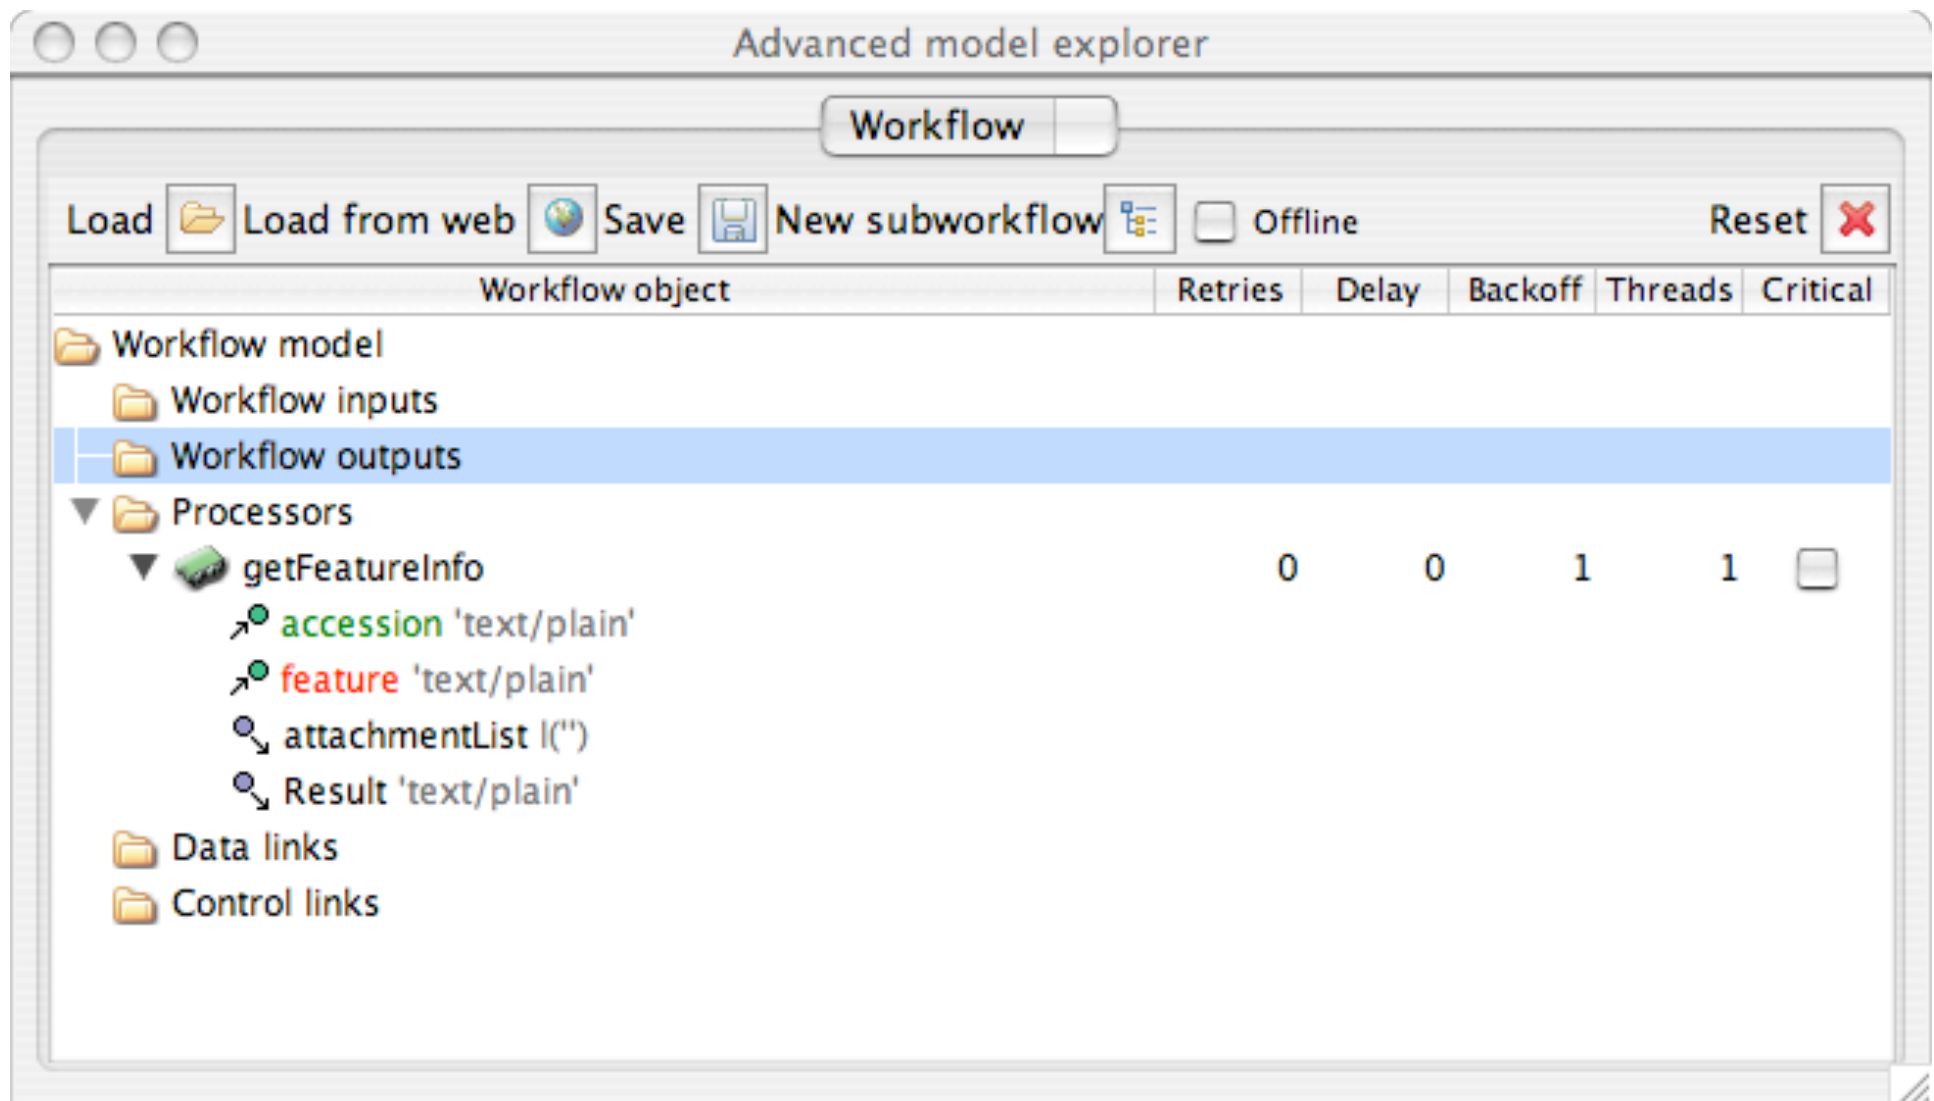 Advanced model explorer
Workflow
Load Load from web Save New subworkflow Offline Reset
Workflow object Retries Delay Backoff Threads Critical
Workflow model
Workflow inputs
Workflow outputs
Processors
getFeatureInfo 0 0 1 1
accession 'text/plain'
feature 'text/plain'
attachmentList l('')
Result 'text/plain'
Data links
Control links